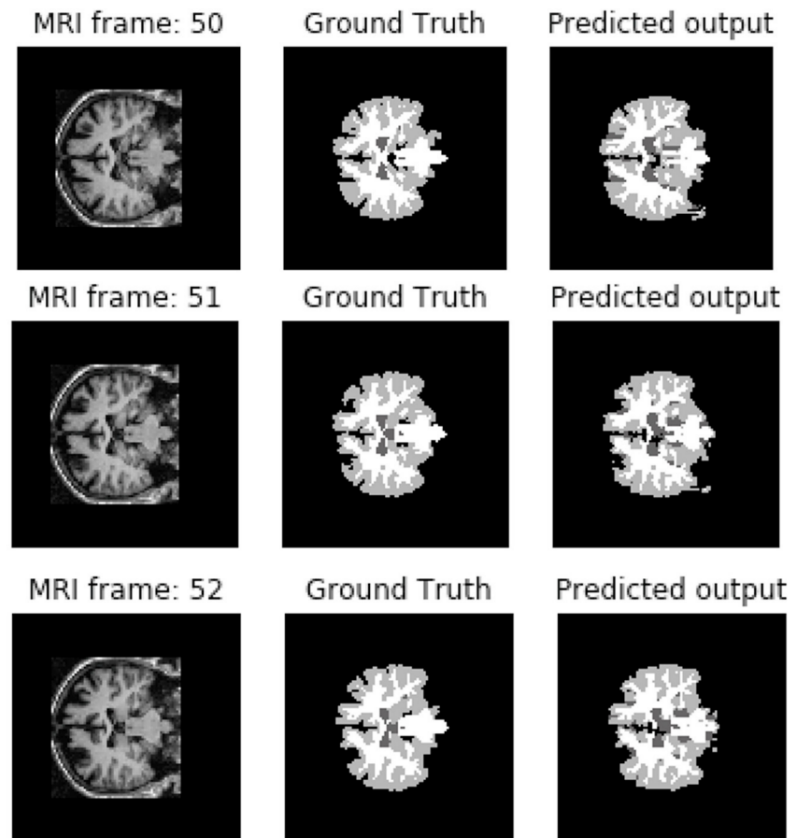 MRI frame: 50 Ground Truth Predicted output
MRI frame: 51 Ground Truth Predicted output
MRI frame: 52 Ground Truth Predicted output